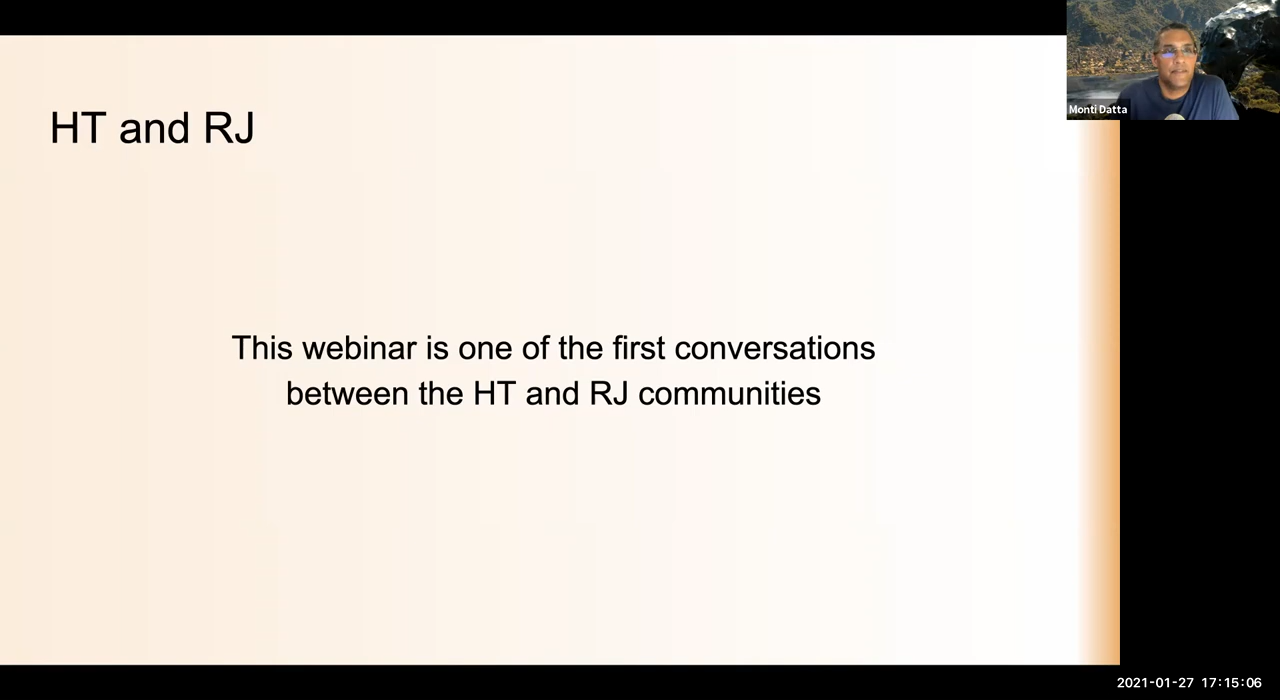 HT and RJ
Monti Datta
This webinar is one of the first conversations
between the HT and RJ communities
2021-01-27 17:15:06